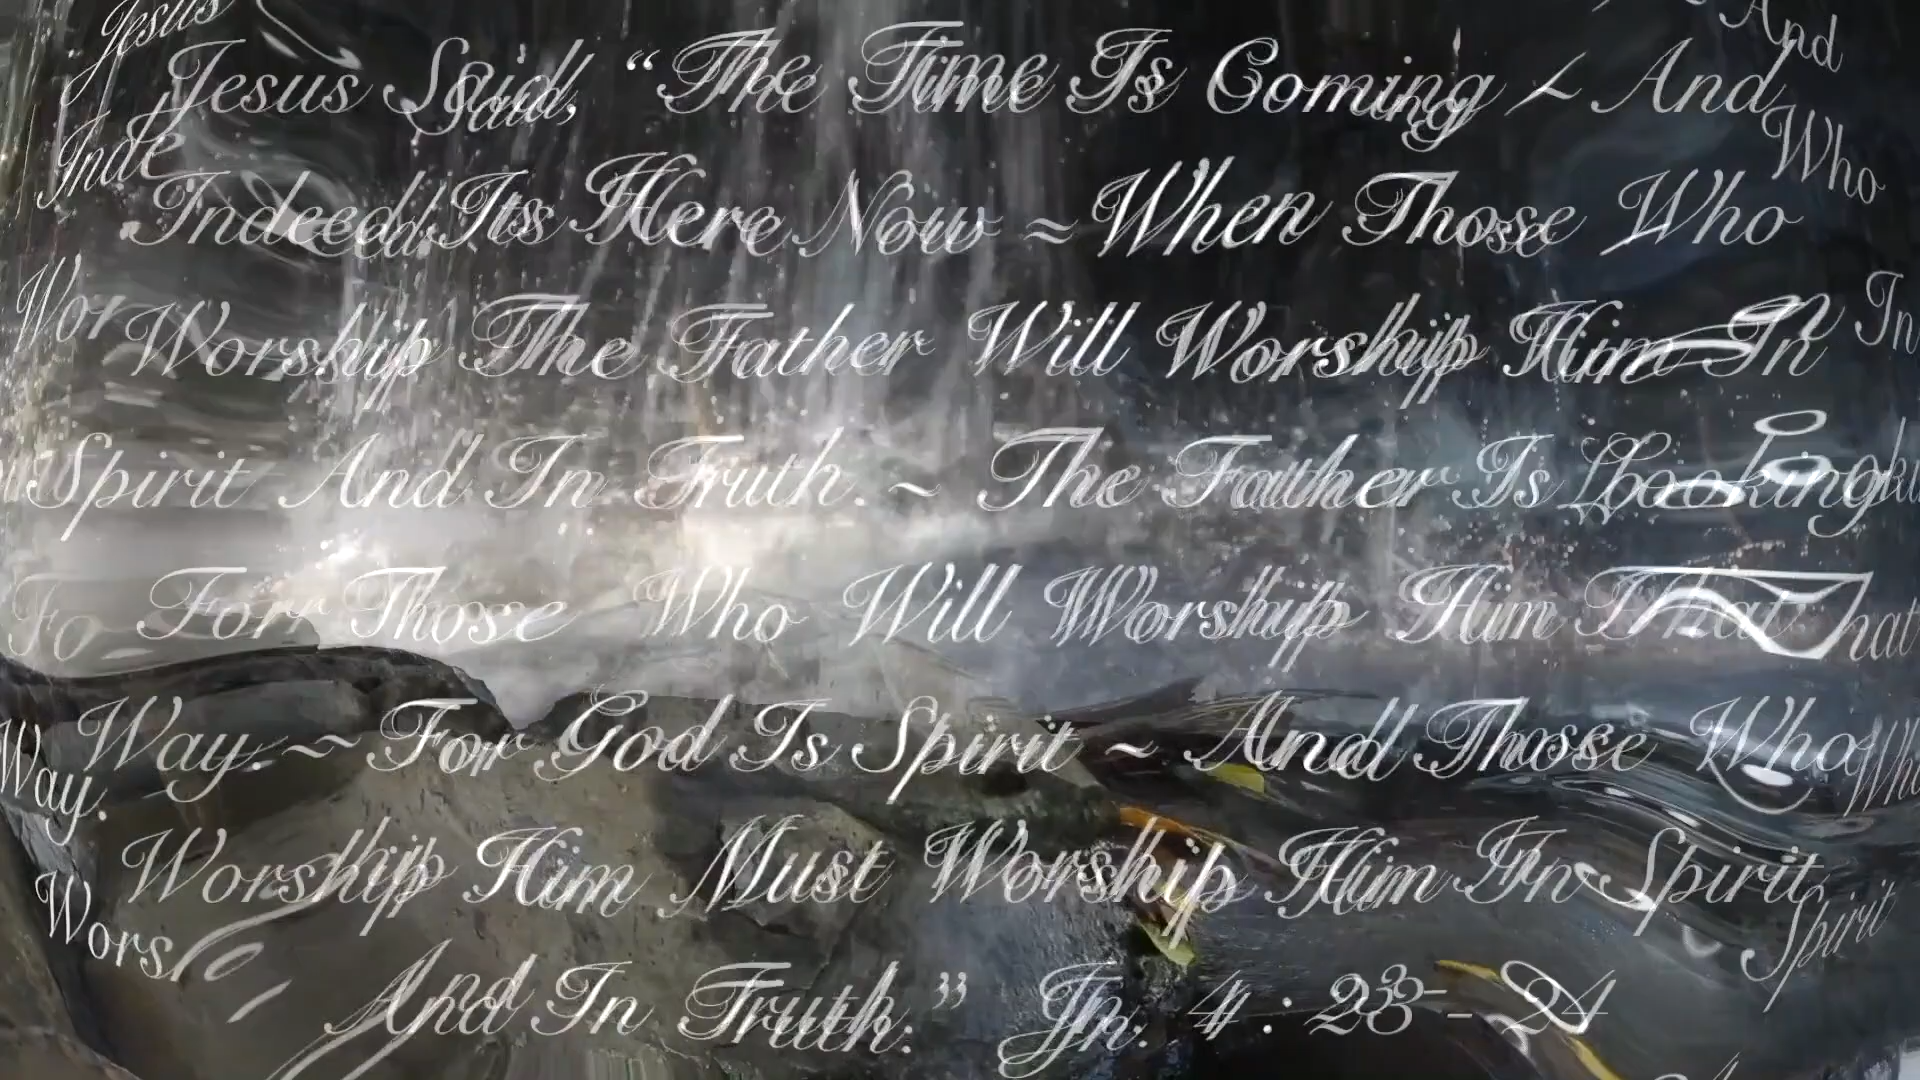 Jesus Said, “The Time Is Coming ~ And
Indeed Its Here Now ~ When Those Who
Worship The Father Will Worship Him In
Spirit And In Truth. ~ The Father Is Looking
For Those Who Will Worship Him That
Way. ~ For God Is Spirit ~ And Those Who
Worship Him Must Worship Him In Spirit
And In Truth.” Jn. 4 : 23 - 24